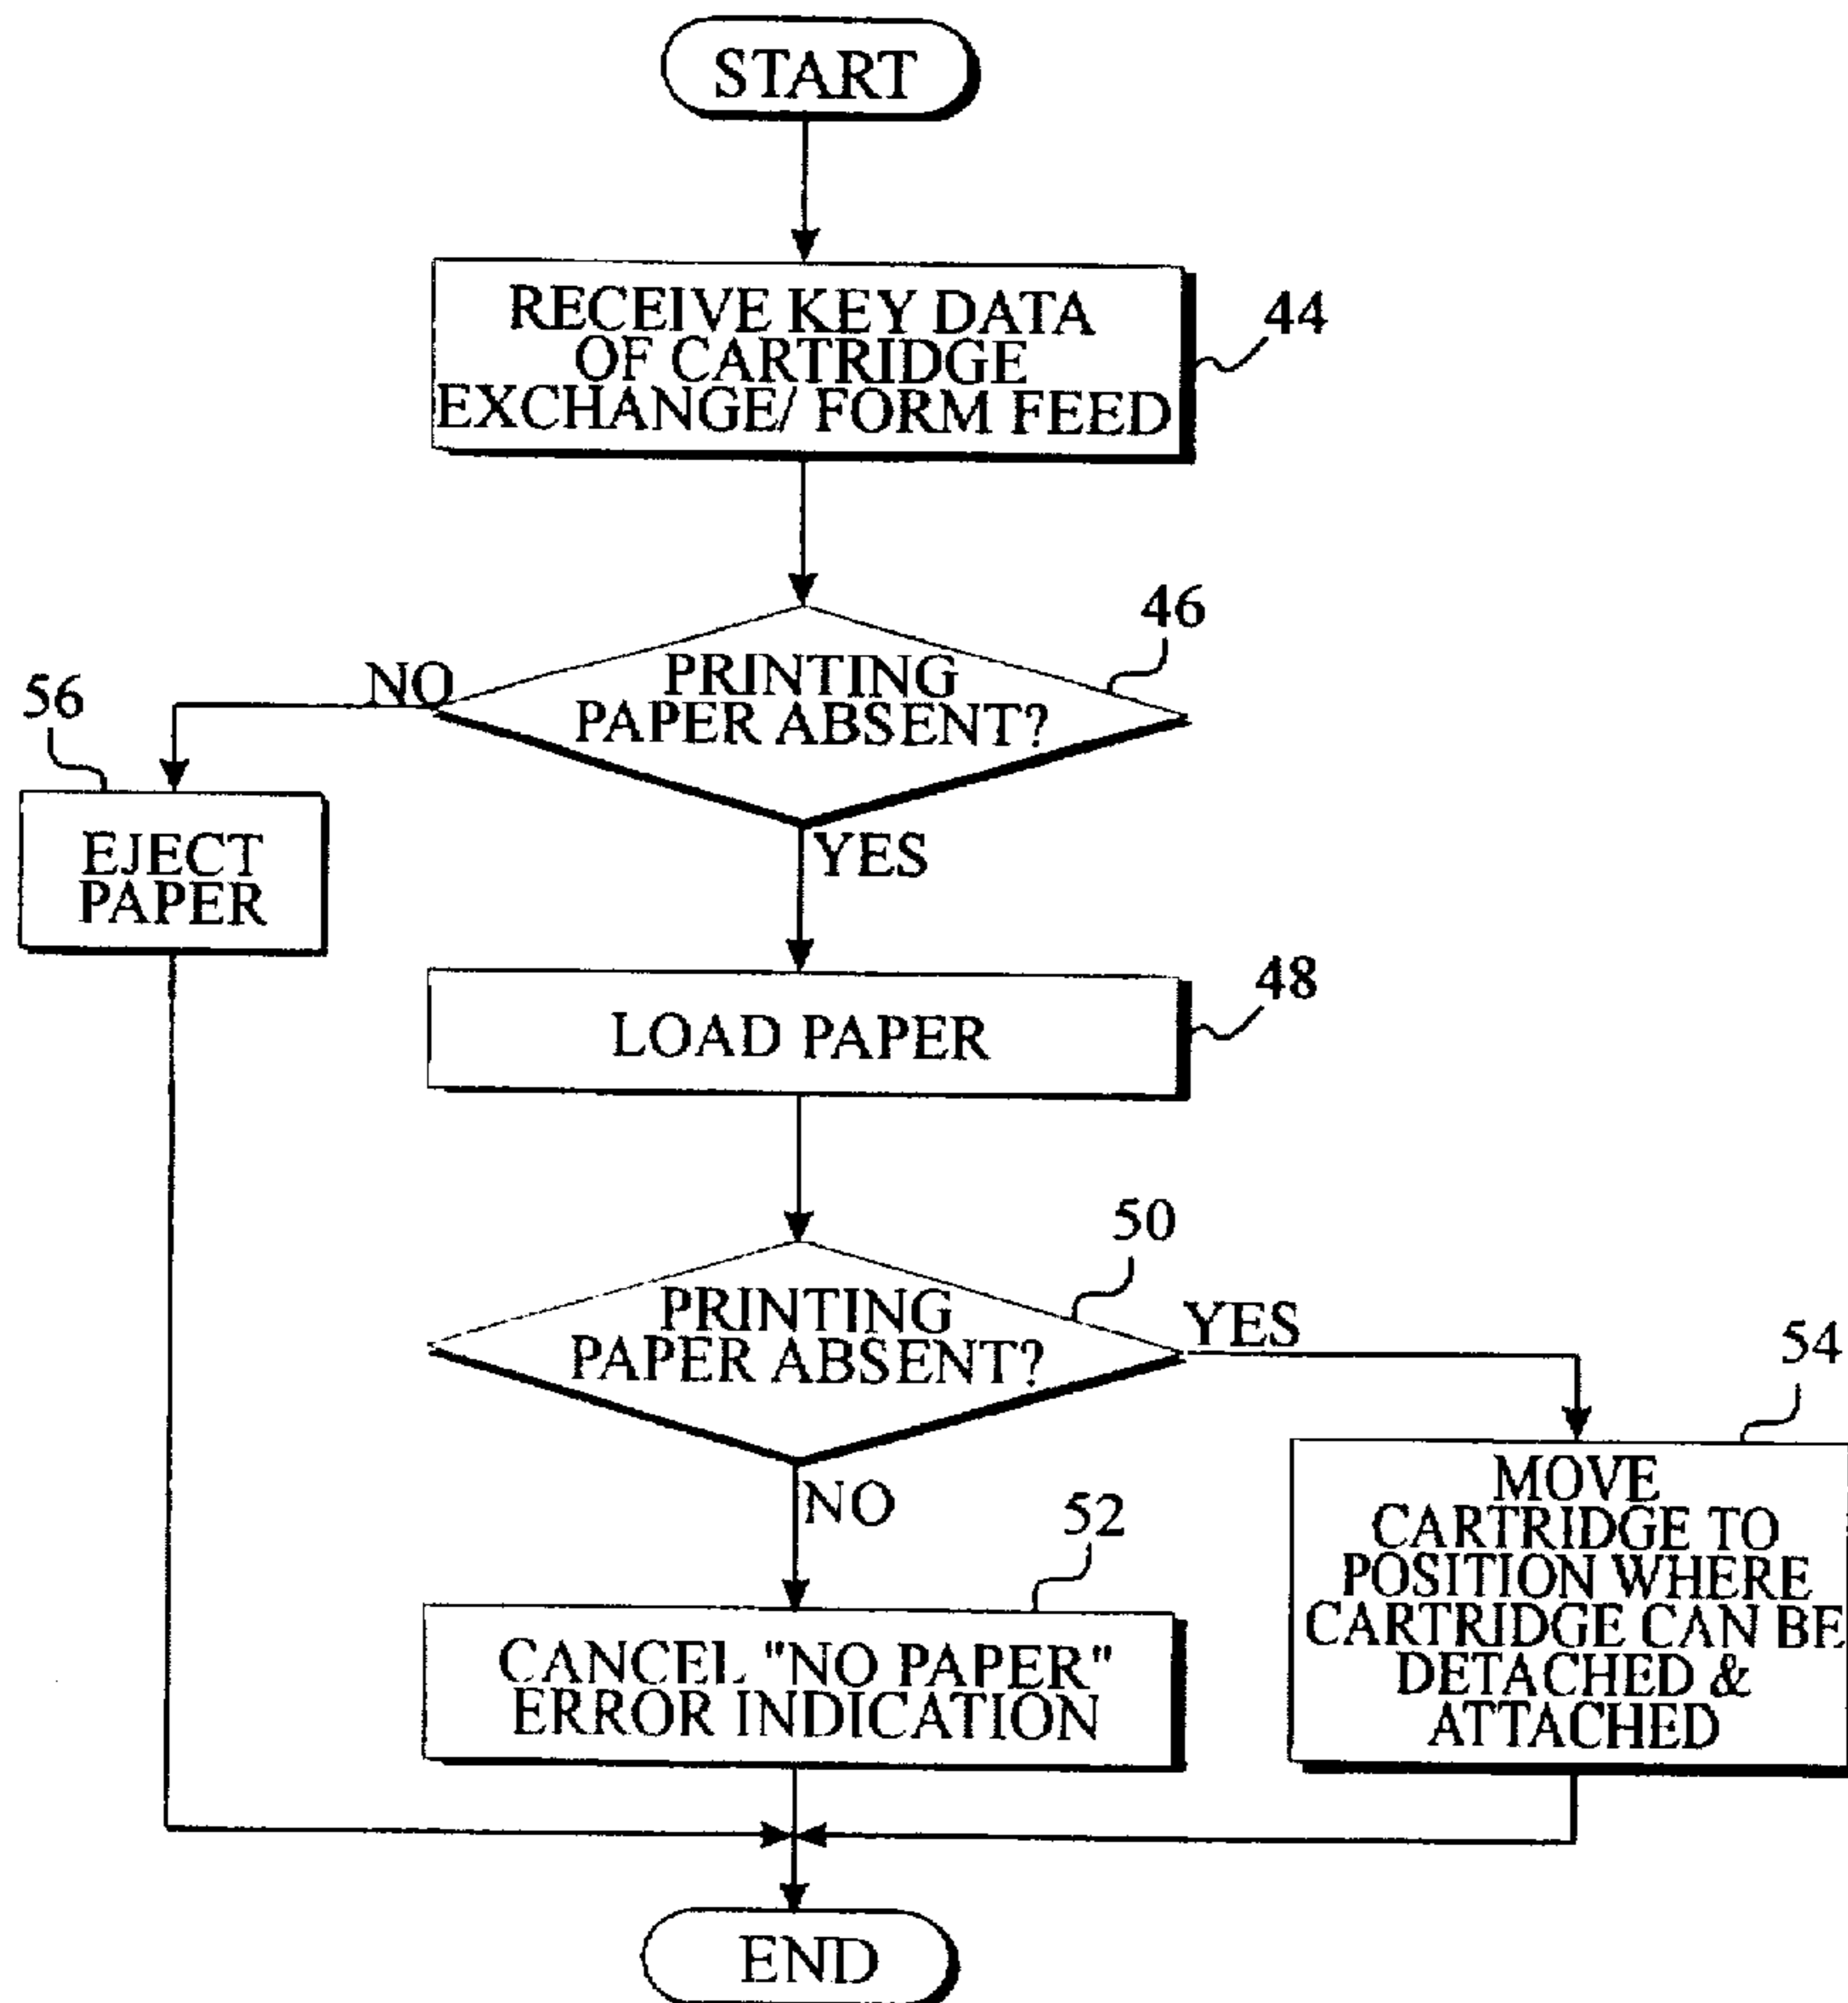 START
RECEIVE KEY DATA
OF CARTRIDGE
EXCHANGE/ FORM FEED
44
46
PRINTING
PAPER ABSENT?
NO
56
EJECT
PAPER
YES
48
LOAD PAPER
50
PRINTING
PAPER ABSENT?
YES
54
MOVE
CARTRIDGE TO
POSITION WHERE
CARTRIDGE CAN BE
DETACHED &
ATTACHED
NO
52
CANCEL "NO PAPER"
ERROR INDICATION
END